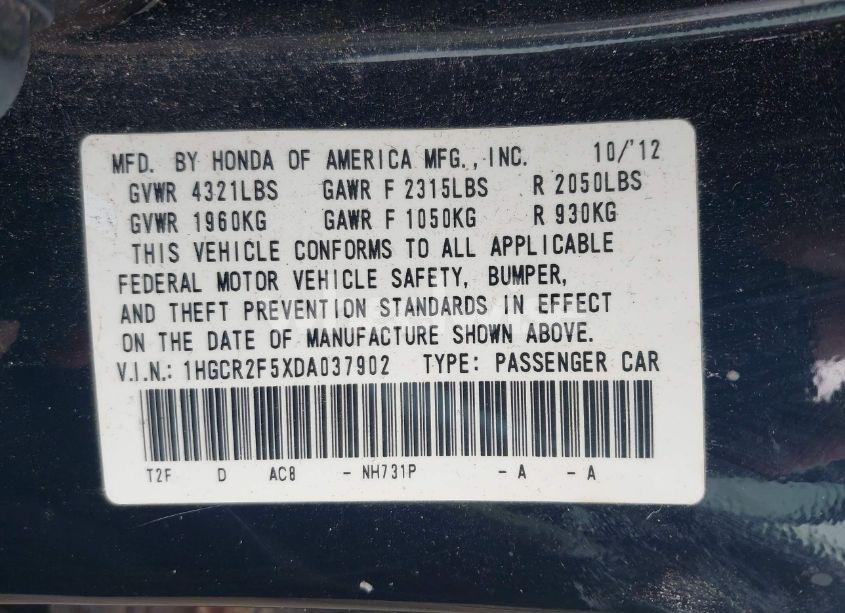 MFD. BY HONDA OF AMERICA MFG., INC. 10/'12
GVWR 4321LBS GAWR F 2315LBS R 2050LBS
GVWR 1960KG GAWR F 1050KG R 930KG
THIS VEHICLE CONFORMS TO ALL APPLICABLE
FEDERAL MOTOR VEHICLE SAFETY, BUMPER,
AND THEFT PREVENTION STANDARDS IN EFFECT
ON THE DATE OF MANUFACTURE SHOWN ABOVE.
V.I.N.: 1HGCR2F5XDA037902 TYPE: PASSENGER CAR
T2F D AC8 - NH731P - A - A